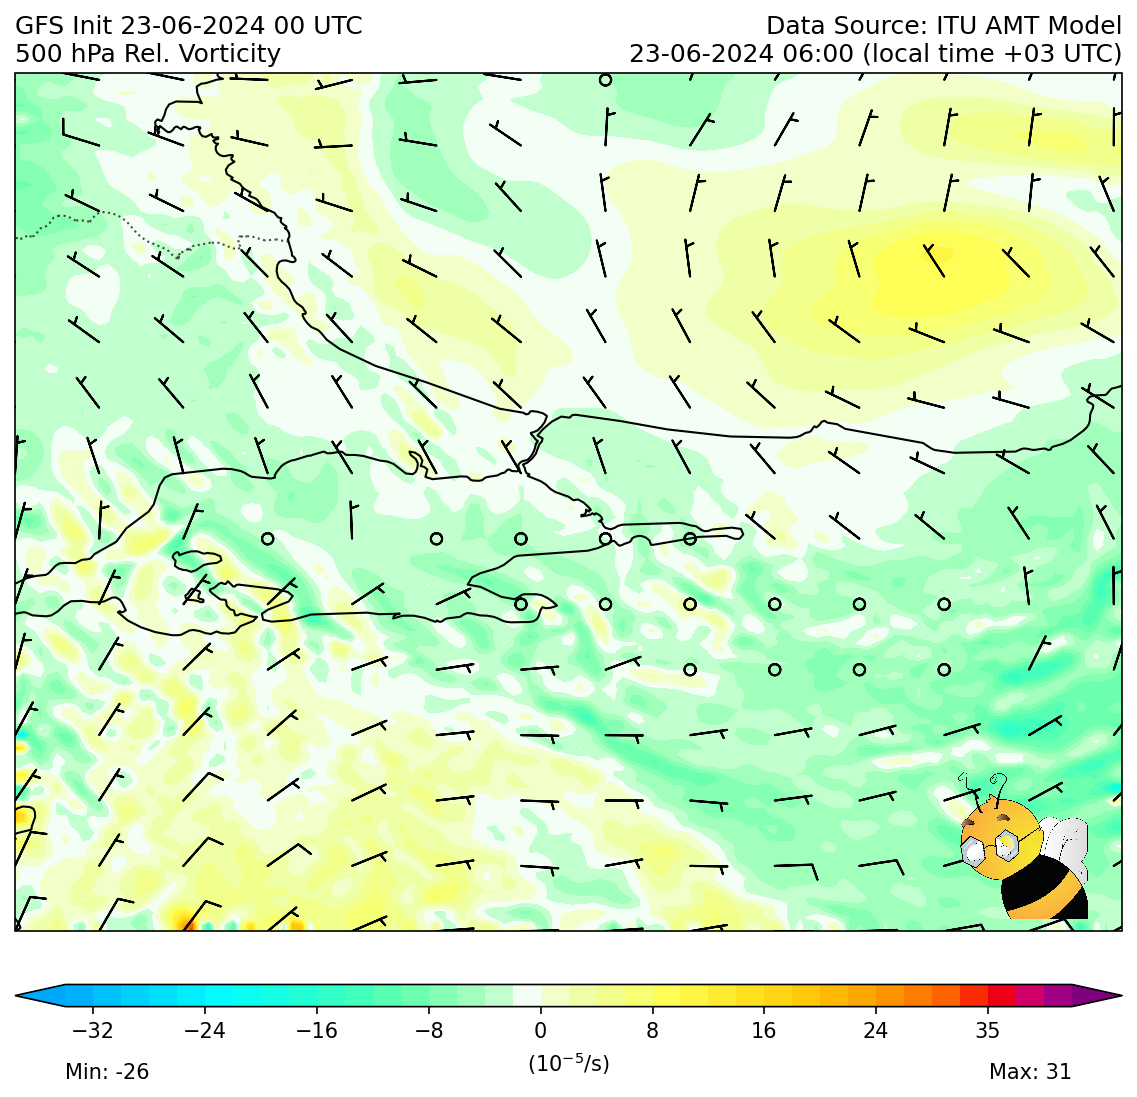 GFS Init 23-06-2024 00 UTC
Data Source: ITU AMT Model
500 hPa Rel. Vorticity
23-06-2024 06:00 (local time +03 UTC)
−32 −24 −16 −8 0 8 16 24 35
(10⁻⁵/s)
Min: -26
Max: 31